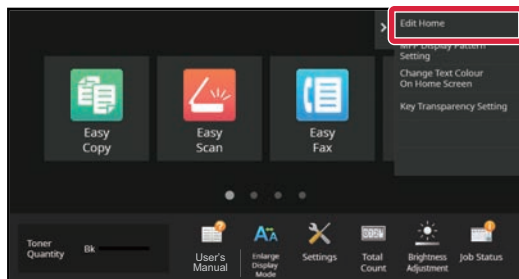 Edit Home
MFP Display Pattern
Setting
Change Text Colour
On Home Screen
Key Transparency Setting
Easy
Copy
Easy
Scan
Easy
Fax
Toner
Quantity
Bk
User's
Manual
Enlarge
Display
Mode
Settings
Total
Count
Brightness
Adjustment
Job Status